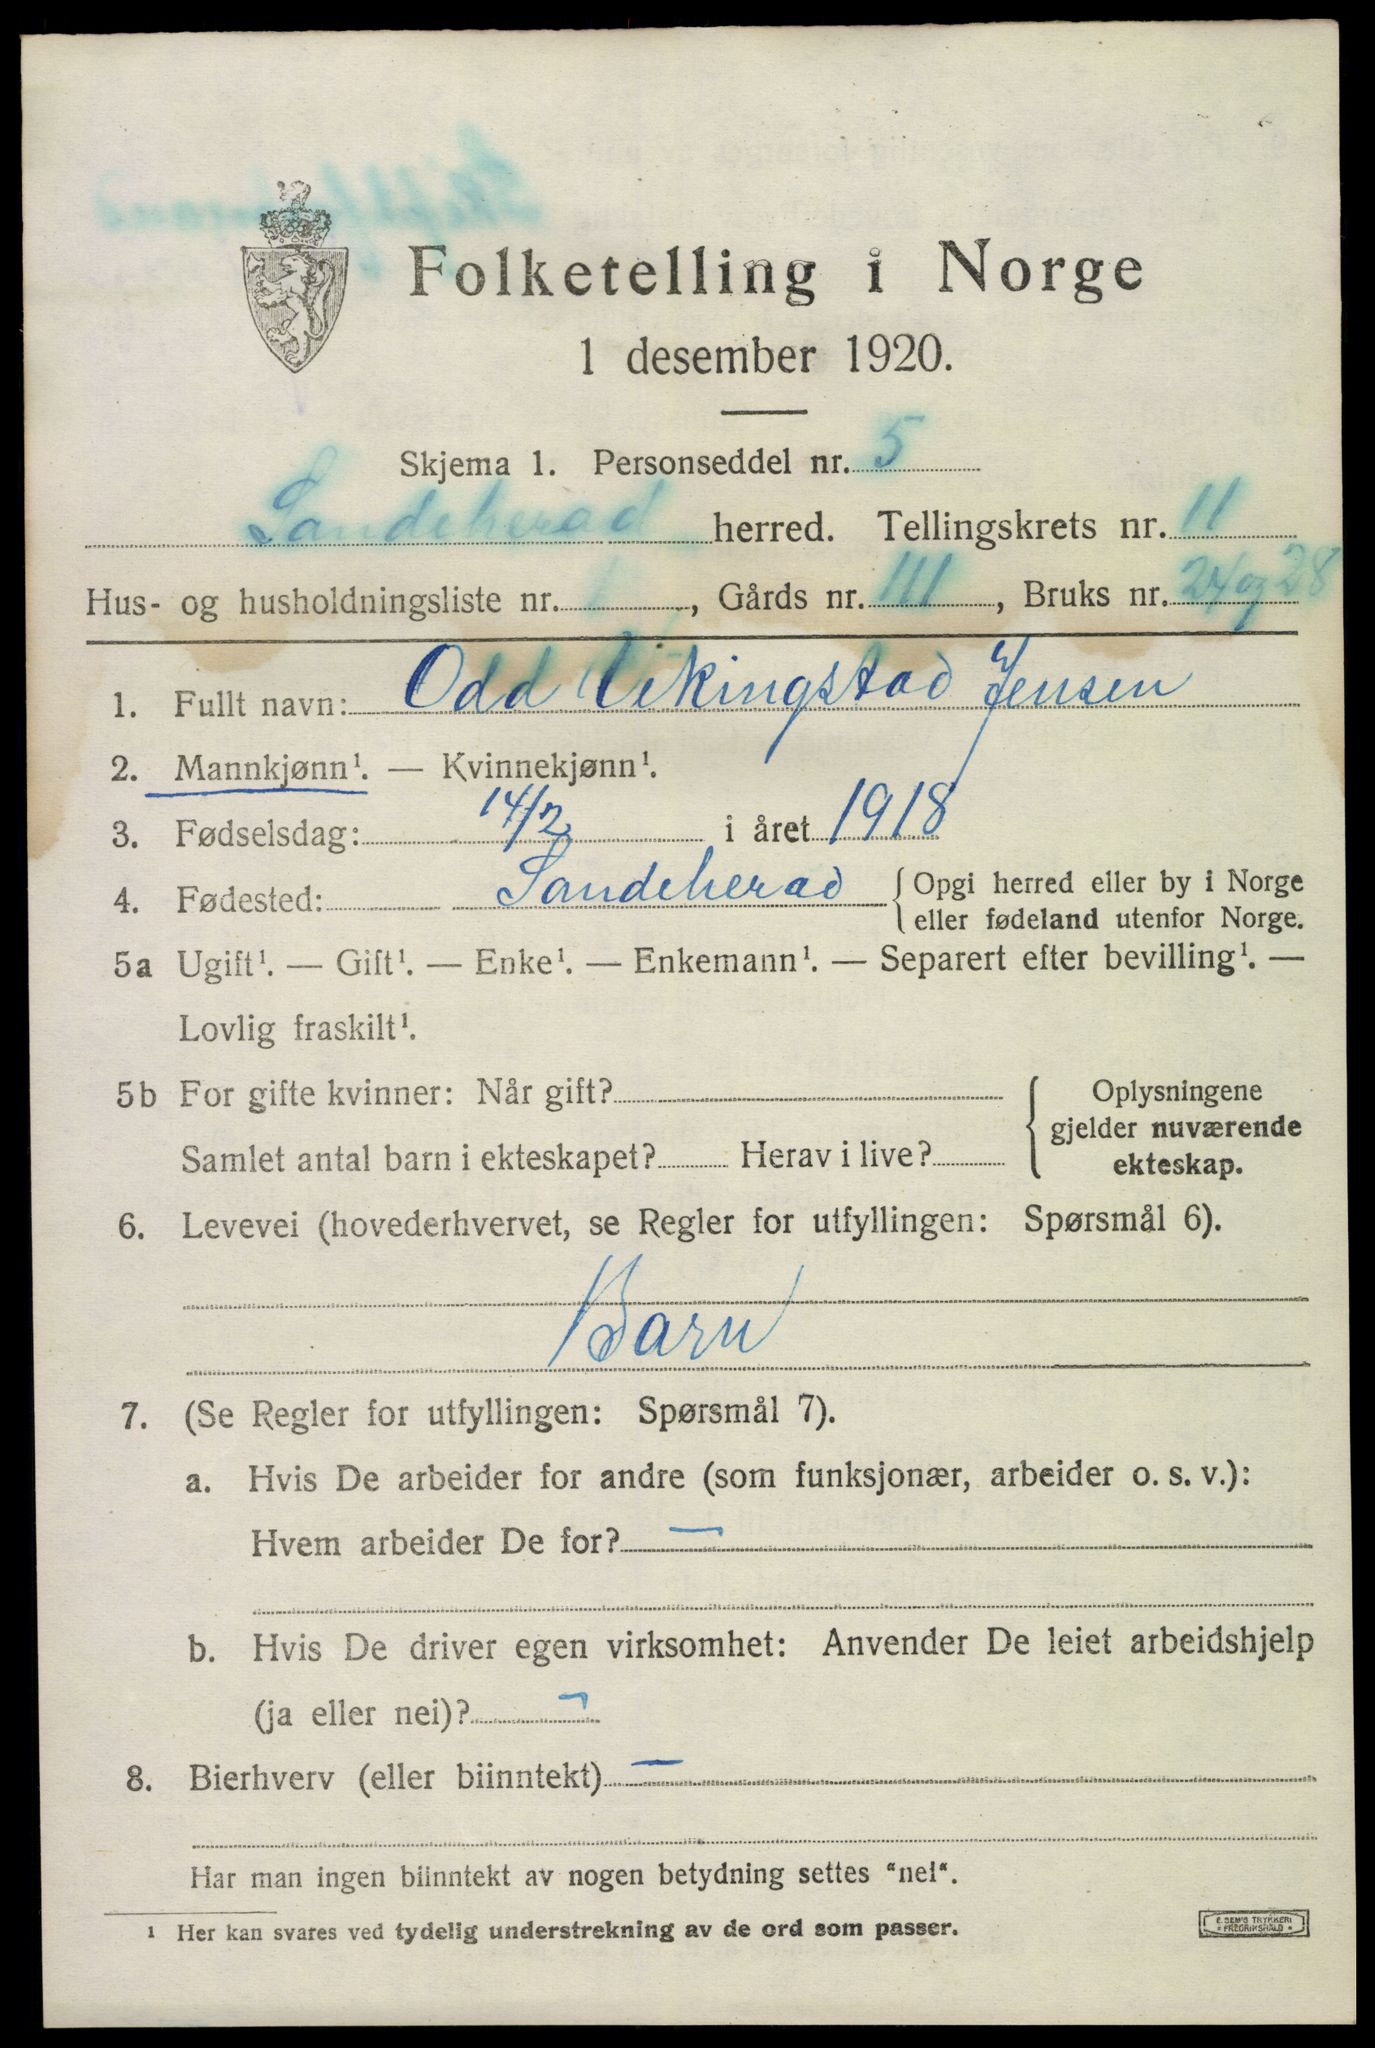 Folketelling i Norge
1 desember 1920.
Skjema 1. Personseddel nr. 5
Sandeherad herred. Tellingskrets nr. 11
Hus- og husholdningsliste nr. 1, Gårds nr. 111, Bruks nr. 24 og 28
1. Fullt navn: Odd Vikingstad Jensen
2. Mannkjønn¹. — Kvinnekjønn¹.
3. Fødselsdag: 14/2 i året 1918
4. Fødested: Sandeherad { Opgi herred eller by i Norge
eller fødeland utenfor Norge.
5a Ugift¹. — Gift¹. — Enke¹. — Enkemann¹. — Separert efter bevilling¹. —
Lovlig fraskilt¹.
5b For gifte kvinner: Når gift? { Oplysningene
gjelder nuværende
Samlet antal barn i ekteskapet? Herav i live?
ekteskap.
6. Levevei (hovederhvervet, se Regler for utfyllingen: Spørsmål 6).
Barn
7. (Se Regler for utfyllingen: Spørsmål 7).
a. Hvis De arbeider for andre (som funksjonær, arbeider o. s. v.):
Hvem arbeider De for? —
b. Hvis De driver egen virksomhet: Anvender De leiet arbeidshjelp
(ja eller nei)? —
8. Bierhverv (eller biinntekt) —
Har man ingen biinntekt av nogen betydning settes “nei“.
¹ Her kan svares ved tydelig understrekning av de ord som passer.
E. SEM'S TRYKKERI
* FREDRIKSHALD *